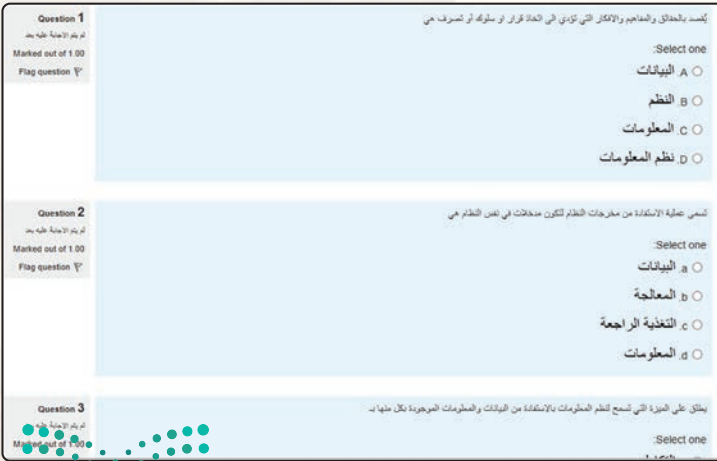 Question 1
لم يتم الاجابة عليه بعد
Marked out of 1.00
Flag question
يُقصد بالحقائق والمفاهيم والافكار التي تؤدي الى اتخاذ قرار او سلوك أو تصرف هي
Select one:
A. البيانات
B. النظم
C. المعلومات
D. نظم المعلومات
Question 2
لم يتم الاجابة عليه بعد
Marked out of 1.00
Flag question
تسمى عملية الاستفادة من مخرجات النظام لتكون مدخلات في نفس النظام هي
Select one:
a. البيانات
b. المعالجة
c. التغذية الراجعة
d. المعلومات
Question 3
لم يتم الاجابة عليه
Marked out of 1.00
يطلق على الميزة التي تسمح لنظم المعلومات بالاستفادة من البيانات والمعلومات الموجودة بكل منها بـ
Select one: